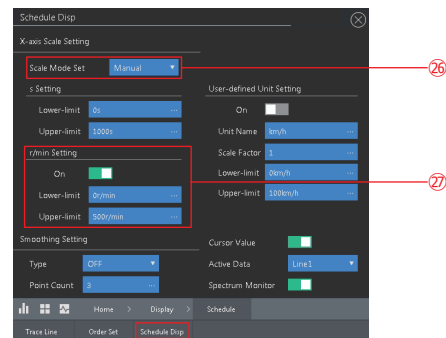 Schedule Disp
X-axis Scale Setting
Scale Mode Set Manual
㉖
s Setting
Lower-limit 0s ...
Upper-limit 1000s ...
User-defined Unit Setting
On
Unit Name km/h ...
Scale Factor 1 ...
Lower-limit 0km/h ...
Upper-limit 100km/h ...
r/min Setting
On
Lower-limit 0r/min ...
Upper-limit 500r/min ...
㉗
Smoothing Setting
Type OFF
Point Count 3 ...
Cursor Value
Active Data Line1
Spectrum Monitor
Home > Display > Schedule
Trace Line Order Set Schedule Disp